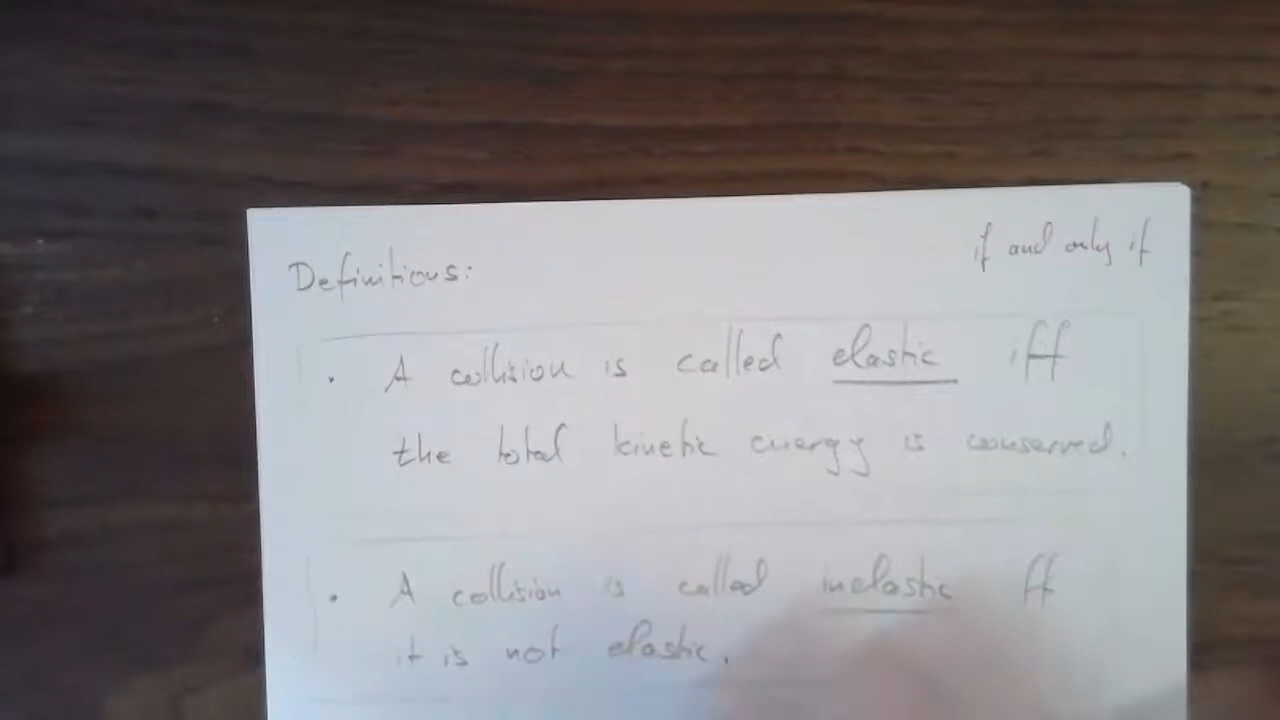 if and only if
Definitions:
• A collision is called elastic iff
the total kinetic energy is conserved.
• A collision is called inelastic iff
it is not elastic.